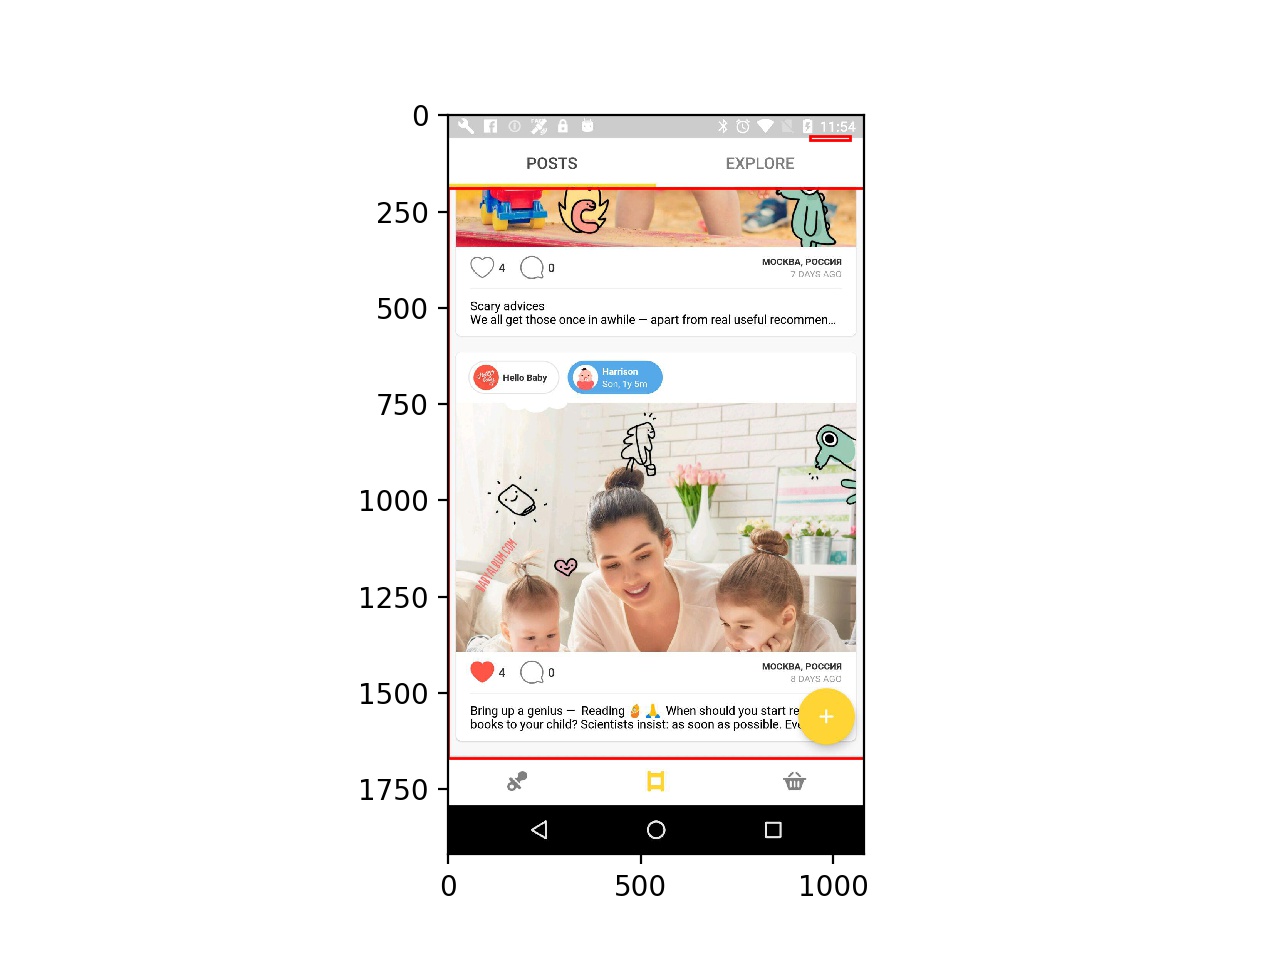 0
11:54
POSTS
EXPLORE
250
4
0
МОСКВА, РОССИЯ
7 DAYS AGO
500
Scary advices
We all get those once in awhile — apart from real useful recommen...
Hello Baby
Harrison
Son, 1y 5m
750
1000
BABYALBUM.COM
1250
4
0
МОСКВА, РОССИЯ
8 DAYS AGO
1500
Bring up a genius — Reading 🤰🙏 When should you start re
books to your child? Scientists insist: as soon as possible. Eve
1750
0
500
1000